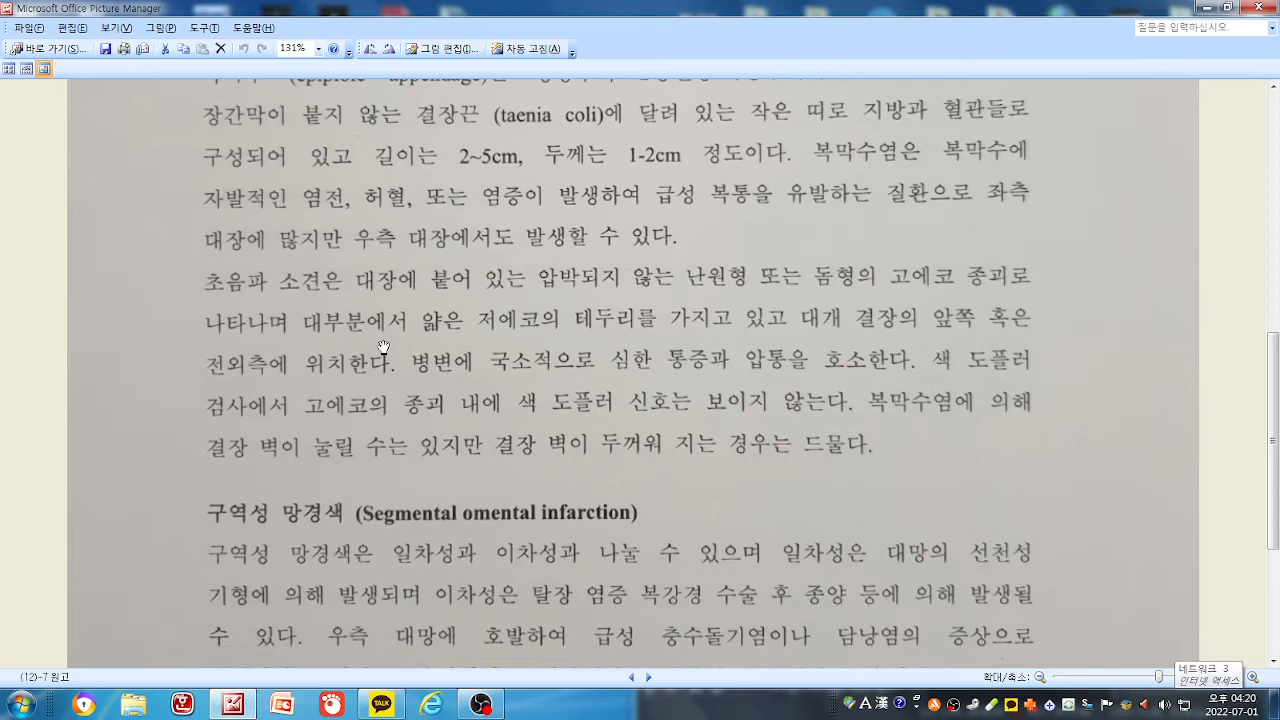 Microsoft Office Picture Manager
파일(F) 편집(E) 보기(V) 그림(P) 도구(T) 도움말(H)
질문을 입력하십시오.
바로 가기(S)... 131% 그림 편집(E)... 자동 고침(A)
(epiploic appendage)는
장간막이 붙지 않는 결장끈 (taenia coli)에 달려 있는 작은 띠로 지방과 혈관들로
구성되어 있고 길이는 2~5cm, 두께는 1-2cm 정도이다. 복막수염은 복막수에
자발적인 염전, 허혈, 또는 염증이 발생하여 급성 복통을 유발하는 질환으로 좌측
대장에 많지만 우측 대장에서도 발생할 수 있다.
초음파 소견은 대장에 붙어 있는 압박되지 않는 난원형 또는 돔형의 고에코 종괴로
나타나며 대부분에서 얇은 저에코의 테두리를 가지고 있고 대개 결장의 앞쪽 혹은
전외측에 위치한다. 병변에 국소적으로 심한 통증과 압통을 호소한다. 색 도플러
검사에서 고에코의 종괴 내에 색 도플러 신호는 보이지 않는다. 복막수염에 의해
결장 벽이 눌릴 수는 있지만 결장 벽이 두꺼워 지는 경우는 드물다.
구역성 망경색 (Segmental omental infarction)
구역성 망경색은 일차성과 이차성과 나눌 수 있으며 일차성은 대망의 선천성
기형에 의해 발생되며 이차성은 탈장 염증 복강경 수술 후 종양 등에 의해 발생될
수 있다. 우측 대망에 호발하여 급성 충수돌기염이나 담낭염의 증상으로
(12)-7 원고
확대/축소:
네트워크 3
인터넷 액세스
TALK
A 漢
오후 04:20
2022-07-01